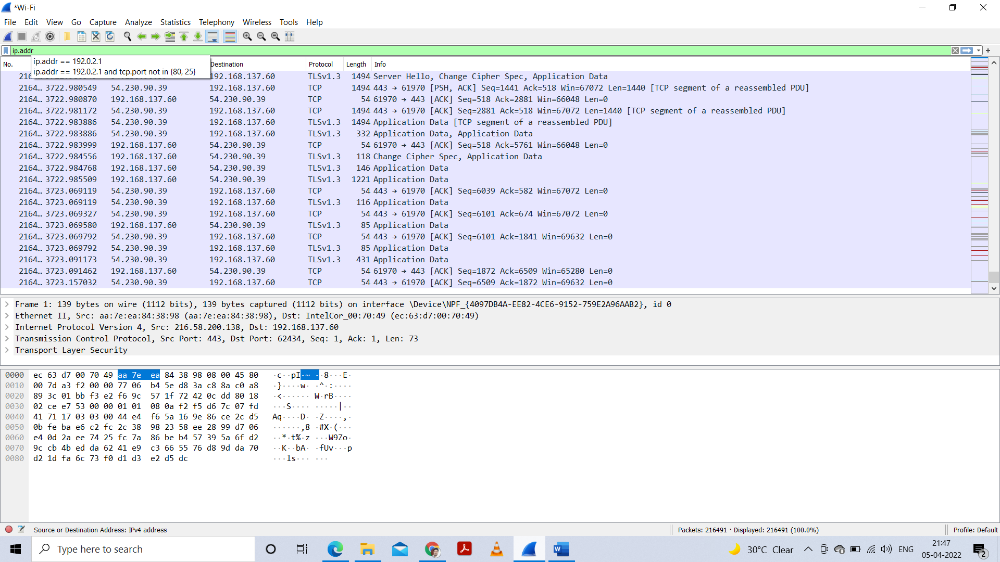 *Wi-Fi
File Edit View Go Capture Analyze Statistics Telephony Wireless Tools Help
ip.addr
ip.addr == 192.0.2.1
ip.addr == 192.0.2.1 and tcp.port not in {80, 25}
No. Destination Protocol Length Info
2164… 192.168.137.60 TLSv1.3 1494 Server Hello, Change Cipher Spec, Application Data
2164… 3722.980549 54.230.90.39 192.168.137.60 TCP 1494 443 → 61970 [PSH, ACK] Seq=1441 Ack=518 Win=67072 Len=1440 [TCP segment of a reassembled PDU]
2164… 3722.980870 192.168.137.60 54.230.90.39 TCP 54 61970 → 443 [ACK] Seq=518 Ack=2881 Win=66048 Len=0
2164… 3722.981172 54.230.90.39 192.168.137.60 TCP 1494 443 → 61970 [ACK] Seq=2881 Ack=518 Win=67072 Len=1440 [TCP segment of a reassembled PDU]
2164… 3722.983886 54.230.90.39 192.168.137.60 TLSv1.3 1494 Application Data [TCP segment of a reassembled PDU]
2164… 3722.983886 54.230.90.39 192.168.137.60 TLSv1.3 332 Application Data, Application Data
2164… 3722.983999 192.168.137.60 54.230.90.39 TCP 54 61970 → 443 [ACK] Seq=518 Ack=5761 Win=66048 Len=0
2164… 3722.984556 192.168.137.60 54.230.90.39 TLSv1.3 118 Change Cipher Spec, Application Data
2164… 3722.984768 192.168.137.60 54.230.90.39 TLSv1.3 146 Application Data
2164… 3722.985509 192.168.137.60 54.230.90.39 TLSv1.3 1221 Application Data
2164… 3723.069119 54.230.90.39 192.168.137.60 TCP 54 443 → 61970 [ACK] Seq=6039 Ack=582 Win=67072 Len=0
2164… 3723.069119 54.230.90.39 192.168.137.60 TLSv1.3 116 Application Data
2164… 3723.069327 54.230.90.39 192.168.137.60 TCP 54 443 → 61970 [ACK] Seq=6101 Ack=674 Win=67072 Len=0
2164… 3723.069580 192.168.137.60 54.230.90.39 TLSv1.3 85 Application Data
2164… 3723.069792 54.230.90.39 192.168.137.60 TCP 54 443 → 61970 [ACK] Seq=6101 Ack=1841 Win=69632 Len=0
2164… 3723.069792 54.230.90.39 192.168.137.60 TLSv1.3 85 Application Data
2164… 3723.091173 54.230.90.39 192.168.137.60 TLSv1.3 431 Application Data
2164… 3723.091462 192.168.137.60 54.230.90.39 TCP 54 61970 → 443 [ACK] Seq=1872 Ack=6509 Win=65280 Len=0
2164… 3723.157032 54.230.90.39 192.168.137.60 TCP 54 443 → 61970 [ACK] Seq=6509 Ack=1872 Win=69632 Len=0
Frame 1: 139 bytes on wire (1112 bits), 139 bytes captured (1112 bits) on interface \Device\NPF_{4097DB4A-EE82-4CE6-9152-759E2A96AAB2}, id 0
Ethernet II, Src: aa:7e:ea:84:38:98 (aa:7e:ea:84:38:98), Dst: IntelCor_00:70:49 (ec:63:d7:00:70:49)
Internet Protocol Version 4, Src: 216.58.200.138, Dst: 192.168.137.60
Transmission Control Protocol, Src Port: 443, Dst Port: 62434, Seq: 1, Ack: 1, Len: 73
Transport Layer Security
0000 ec 63 d7 00 70 49 aa 7e ea 84 38 98 08 00 45 80 ·c··pI·~ ··8···E·
0010 00 7d a3 f2 00 00 77 06 b4 5e d8 3a c8 8a c0 a8 ·}····w· ·^·:····
0020 89 3c 01 bb f3 e2 f6 9c 57 1f 72 42 0c dd 80 18 ·<······ W·rB····
0030 02 ce e7 53 00 00 01 01 08 0a f2 f5 d6 7c 07 fd ···S···· ·····|··
0040 41 71 17 03 03 00 44 e4 f6 5a 16 9e 86 ce 2c d5 Aq····D· ·Z····,·
0050 0b fe ba e6 c2 fc 2c 38 98 23 58 ee 28 99 d7 06 ······,8 ·#X·(···
0060 e4 0d 2a ee 74 25 fc 7a 86 be b4 57 39 5a 6f d2 ··*·t%·z ···W9Zo·
0070 9c cb 4b ed da 62 41 e9 c3 66 55 76 d8 9d da 70 ··K··bA· ·fUv···p
0080 d2 1d fa 6c 73 f0 d1 d3 e2 d5 dc ···ls··· ···
Source or Destination Address: IPv4 address Packets: 216491 · Displayed: 216491 (100.0%) Profile: Default
Type here to search 30°C Clear ENG 21:47
05-04-2022 2